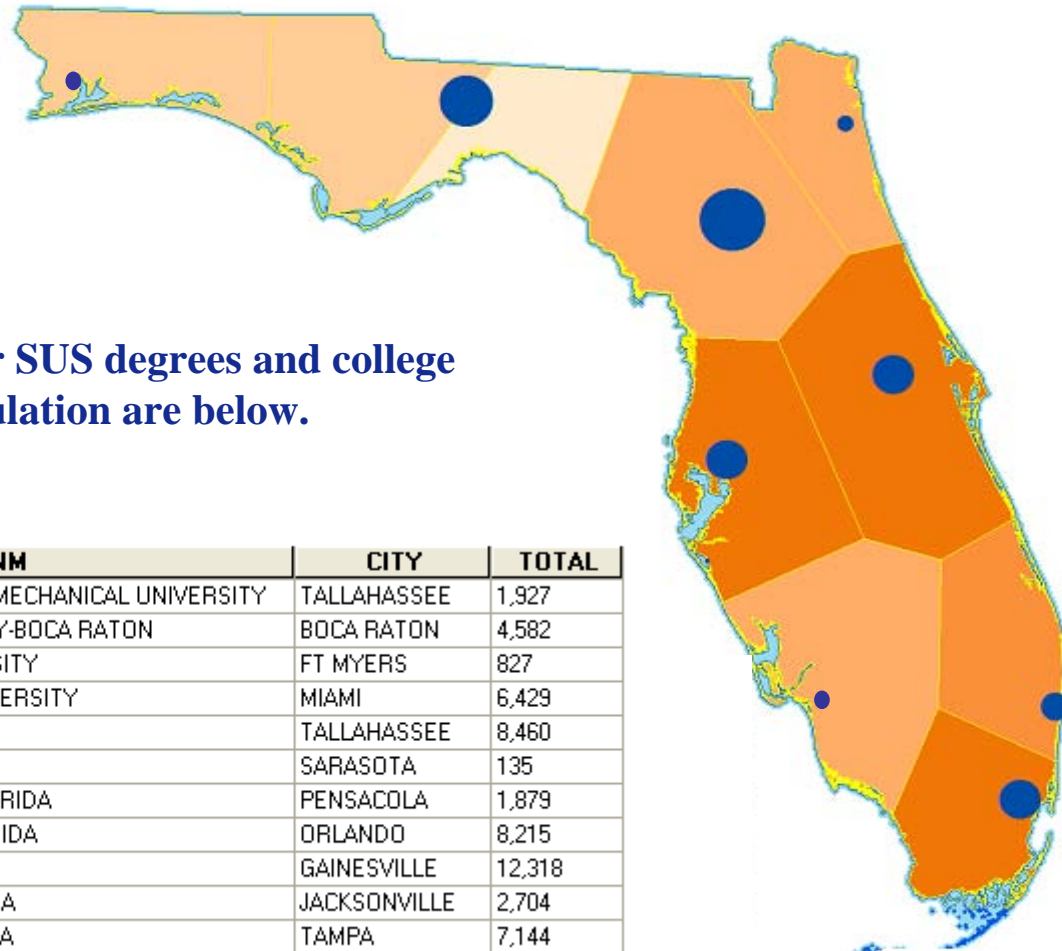 r SUS degrees and college
ulation are below.
NM CITY TOTAL
MECHANICAL UNIVERSITY TALLAHASSEE 1,927
Y-BOCA RATON BOCA RATON 4,582
SITY FT MYERS 827
ERSITY MIAMI 6,429
TALLAHASSEE 8,460
SARASOTA 135
RIDA PENSACOLA 1,879
IDA ORLANDO 8,215
GAINESVILLE 12,318
A JACKSONVILLE 2,704
A TAMPA 7,144